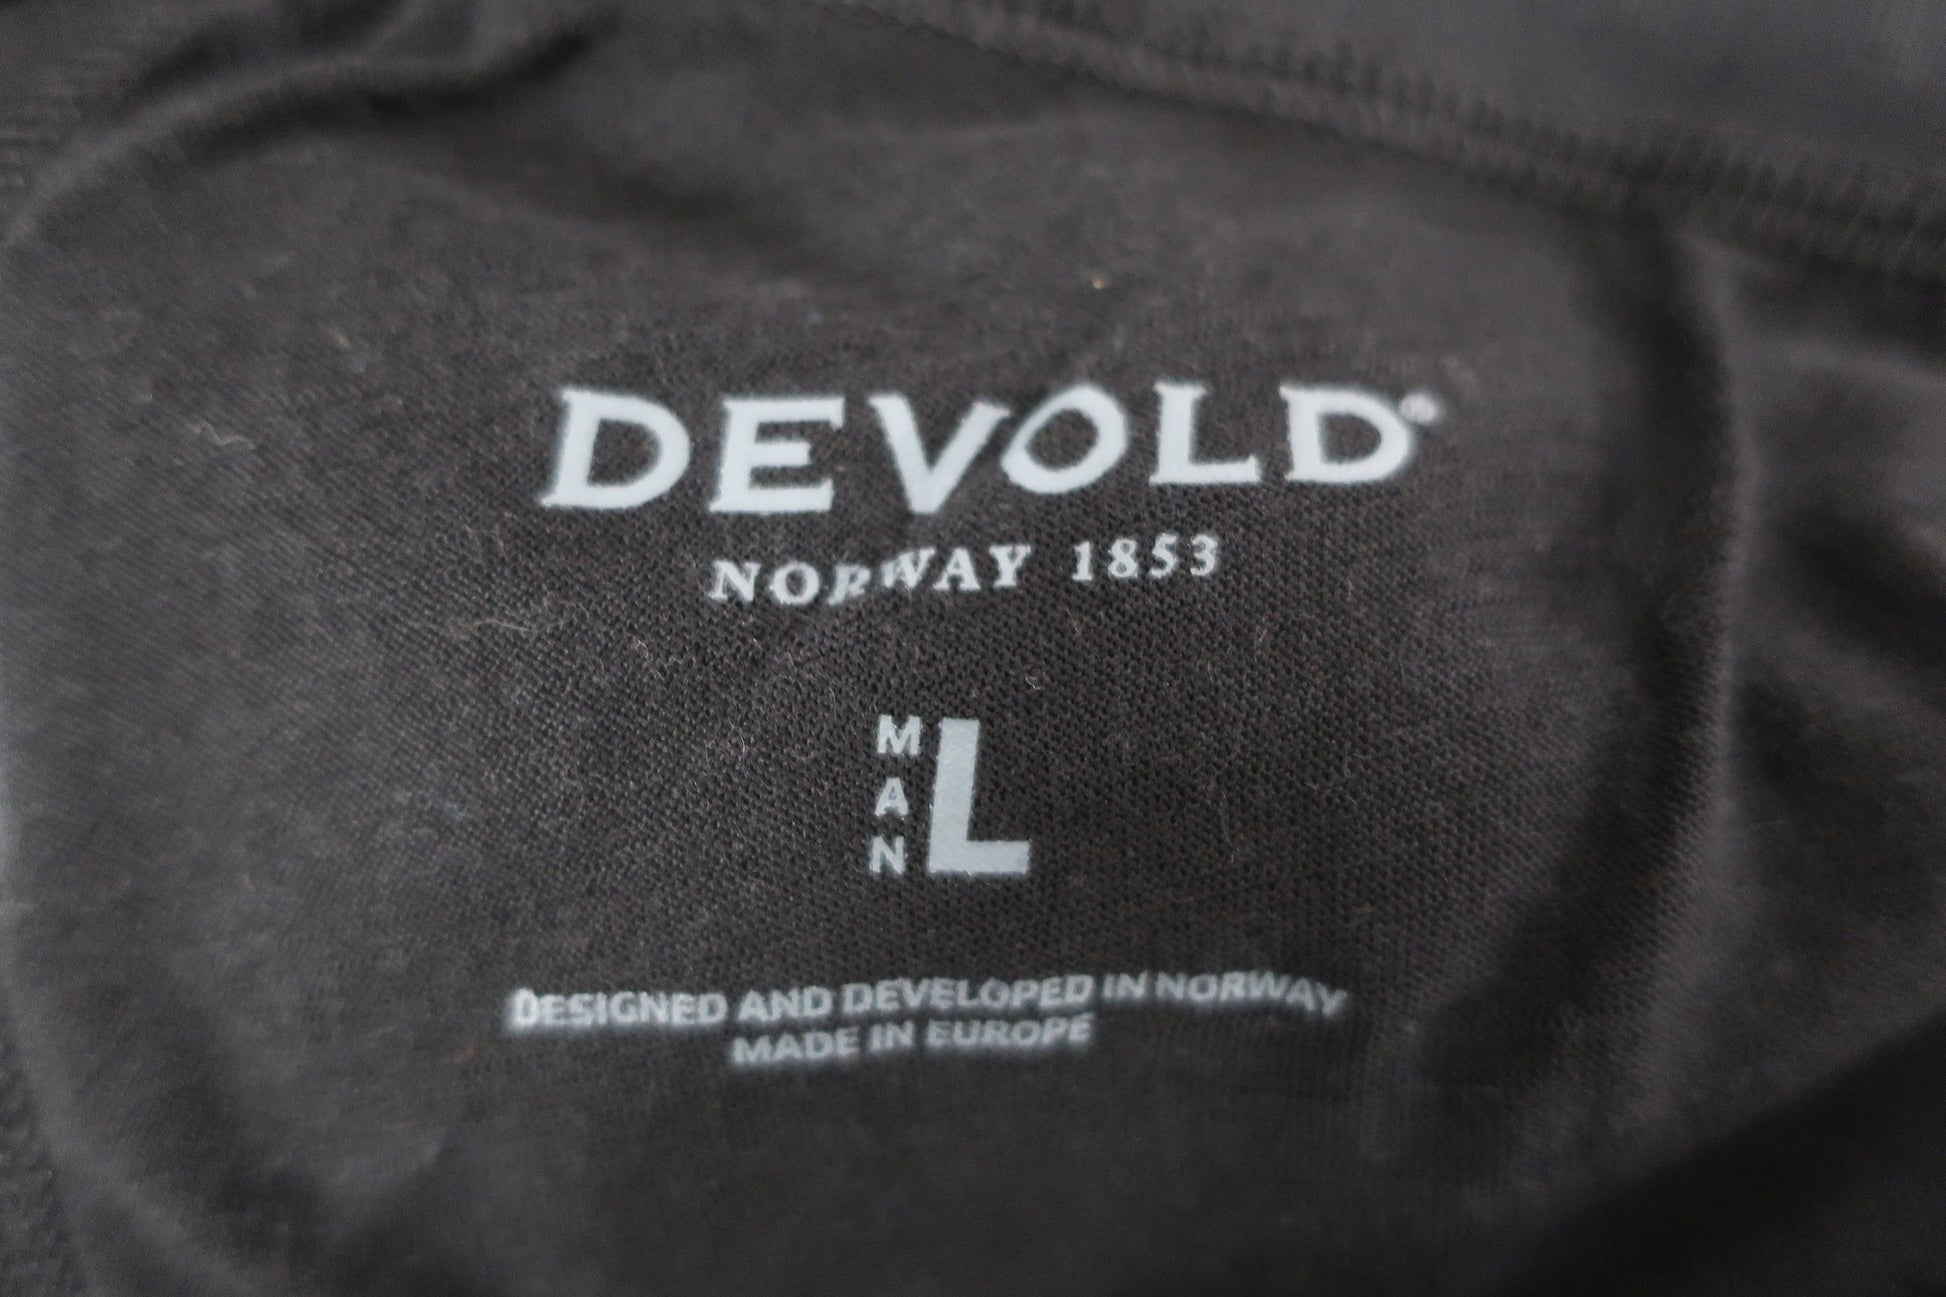 DEVOLD®
NORWAY 1853
MAN L
DESIGNED AND DEVELOPED IN NORWAY
MADE IN EUROPE